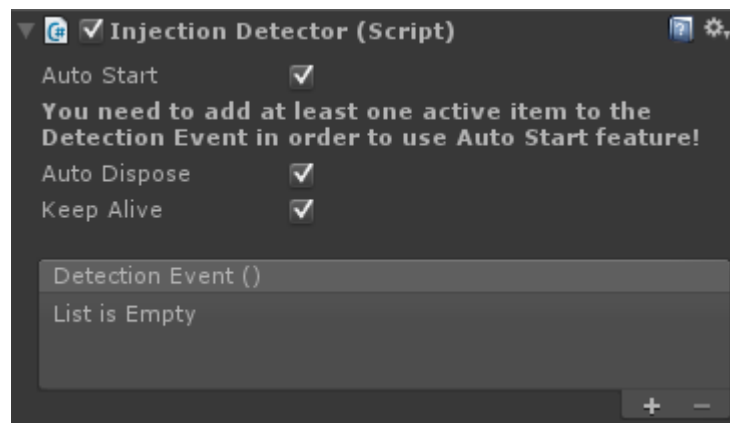 Injection Detector (Script)
Auto Start
You need to add at least one active item to the
Detection Event in order to use Auto Start feature!
Auto Dispose
Keep Alive
Detection Event ()
List is Empty